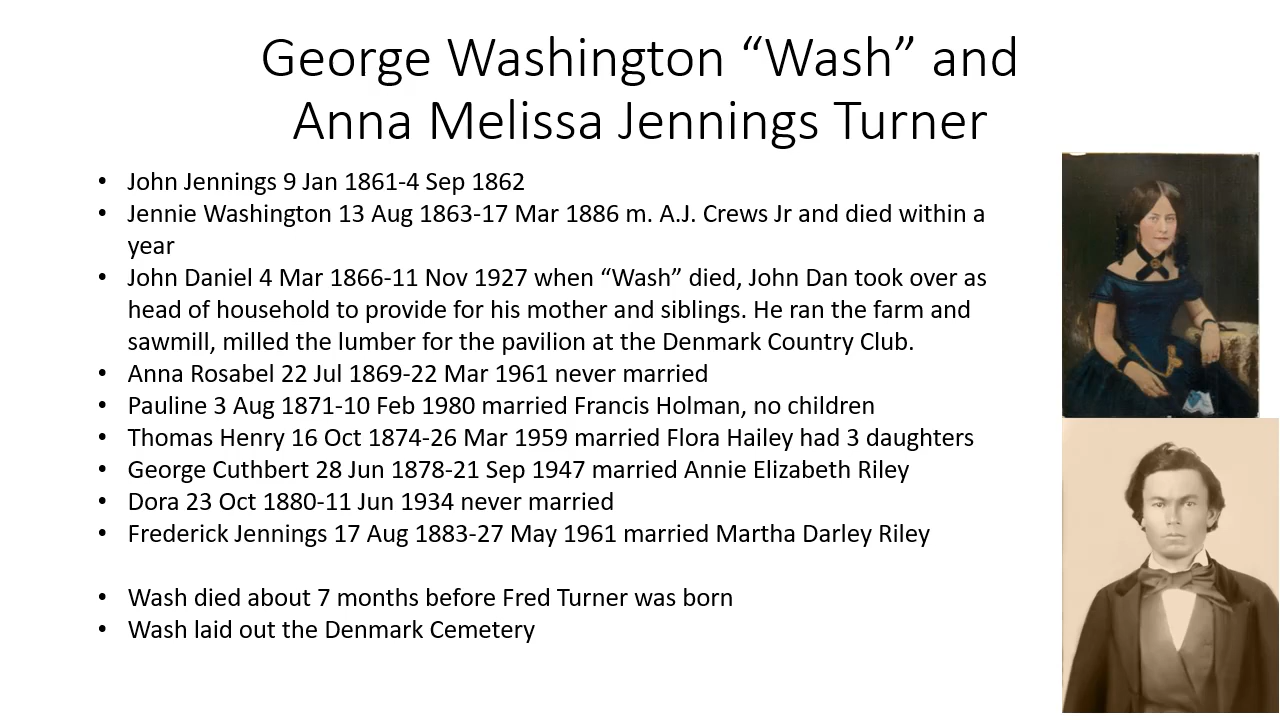 George Washington “Wash” and
Anna Melissa Jennings Turner
• John Jennings 9 Jan 1861-4 Sep 1862
• Jennie Washington 13 Aug 1863-17 Mar 1886 m. A.J. Crews Jr and died within a
year
• John Daniel 4 Mar 1866-11 Nov 1927 when “Wash” died, John Dan took over as
head of household to provide for his mother and siblings. He ran the farm and
sawmill, milled the lumber for the pavilion at the Denmark Country Club.
• Anna Rosabel 22 Jul 1869-22 Mar 1961 never married
• Pauline 3 Aug 1871-10 Feb 1980 married Francis Holman, no children
• Thomas Henry 16 Oct 1874-26 Mar 1959 married Flora Hailey had 3 daughters
• George Cuthbert 28 Jun 1878-21 Sep 1947 married Annie Elizabeth Riley
• Dora 23 Oct 1880-11 Jun 1934 never married
• Frederick Jennings 17 Aug 1883-27 May 1961 married Martha Darley Riley
• Wash died about 7 months before Fred Turner was born
• Wash laid out the Denmark Cemetery